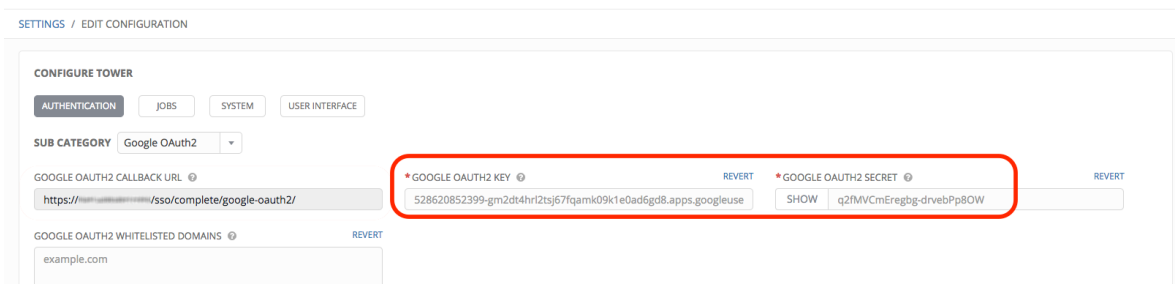 SETTINGS / EDIT CONFIGURATION
CONFIGURE TOWER
AUTHENTICATION JOBS SYSTEM USER INTERFACE
SUB CATEGORY Google OAuth2
GOOGLE OAUTH2 CALLBACK URL * GOOGLE OAUTH2 KEY REVERT * GOOGLE OAUTH2 SECRET REVERT
https:// /sso/complete/google-oauth2/ 528620852399-gm2dt4hrl2tsj67fqamk09k1e0ad6gd8.apps.googleuse SHOW q2fMVCmEregbg-drvebPp8OW
GOOGLE OAUTH2 WHITELISTED DOMAINS REVERT
example.com